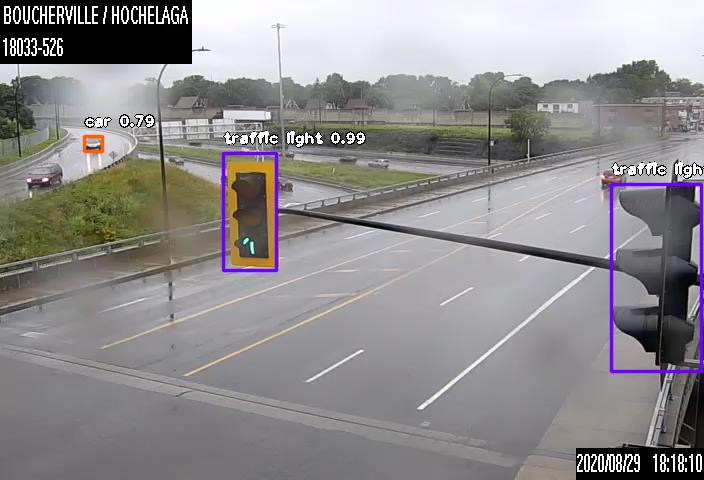 BOUCHERVILLE / HOCHELAGA
18033-526
car 0.79
traffic light 0.99
traffic ligh
2020/08/29 18:18:10